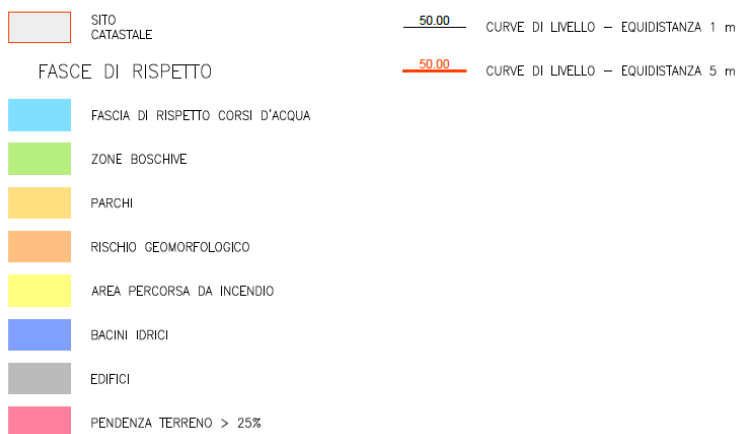 SITO
CATASTALE
50.00
CURVE DI LIVELLO – EQUIDISTANZA 1 m
FASCE DI RISPETTO
50.00
CURVE DI LIVELLO – EQUIDISTANZA 5 m
FASCIA DI RISPETTO CORSI D'ACQUA
ZONE BOSCHIVE
PARCHI
RISCHIO GEOMORFOLOGICO
AREA PERCORSA DA INCENDIO
BACINI IDRICI
EDIFICI
PENDENZA TERRENO > 25%